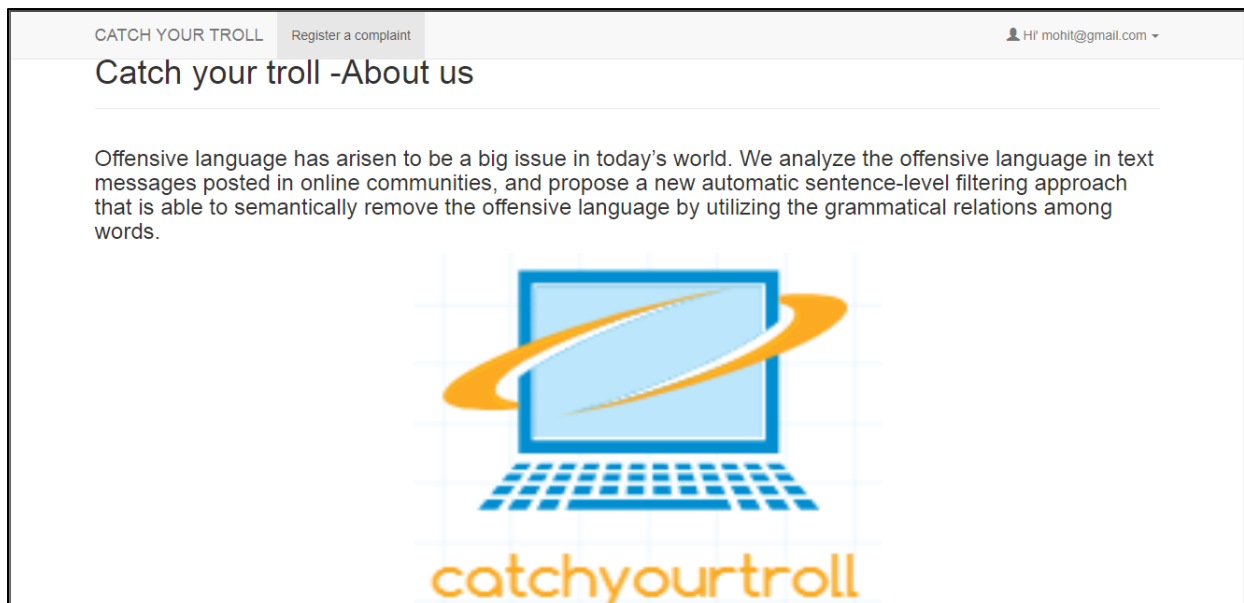 CATCH YOUR TROLL Register a complaint Hi' mohit@gmail.com
Catch your troll -About us
Offensive language has arisen to be a big issue in today's world. We analyze the offensive language in text
messages posted in online communities, and propose a new automatic sentence-level filtering approach
that is able to semantically remove the offensive language by utilizing the grammatical relations among
words.
catchyourtroll